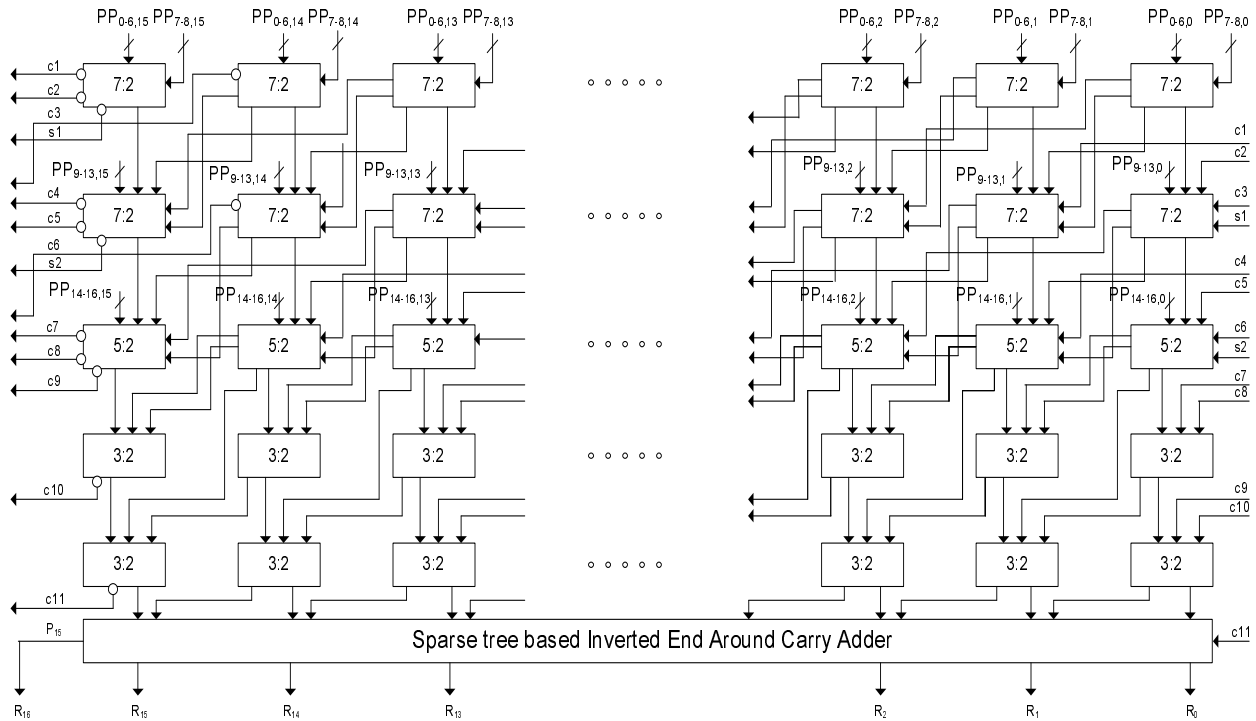 PP0-6,15 PP7-8,15 PP0-6,14 PP7-8,14 PP0-6,13 PP7-8,13 PP0-6,2 PP7-8,2 PP0-6,1 PP7-8,1 PP0-6,0 PP7-8,0
c1 7:2 7:2 7:2 7:2 7:2 7:2
c2
c3
s1 c1
c2
PP9-13,15 PP9-13,14 PP9-13,13 PP9-13,2 PP9-13,1 PP9-13,0
c4 c3
c5 7:2 7:2 7:2 7:2 7:2 7:2 s1
c6
s2 c4
c5
PP14-16,15 PP14-16,14 PP14-16,13 PP14-16,2 PP14-16,1 PP14-16,0
c7 c6
c8 5:2 5:2 5:2 5:2 5:2 5:2 s2
c9 c7
c8
3:2 3:2 3:2 3:2 3:2 3:2
c10 c9
c10
3:2 3:2 3:2 3:2 3:2 3:2
c11
P15 Sparse tree based Inverted End Around Carry Adder c11
R16 R15 R14 R13 R2 R1 R0